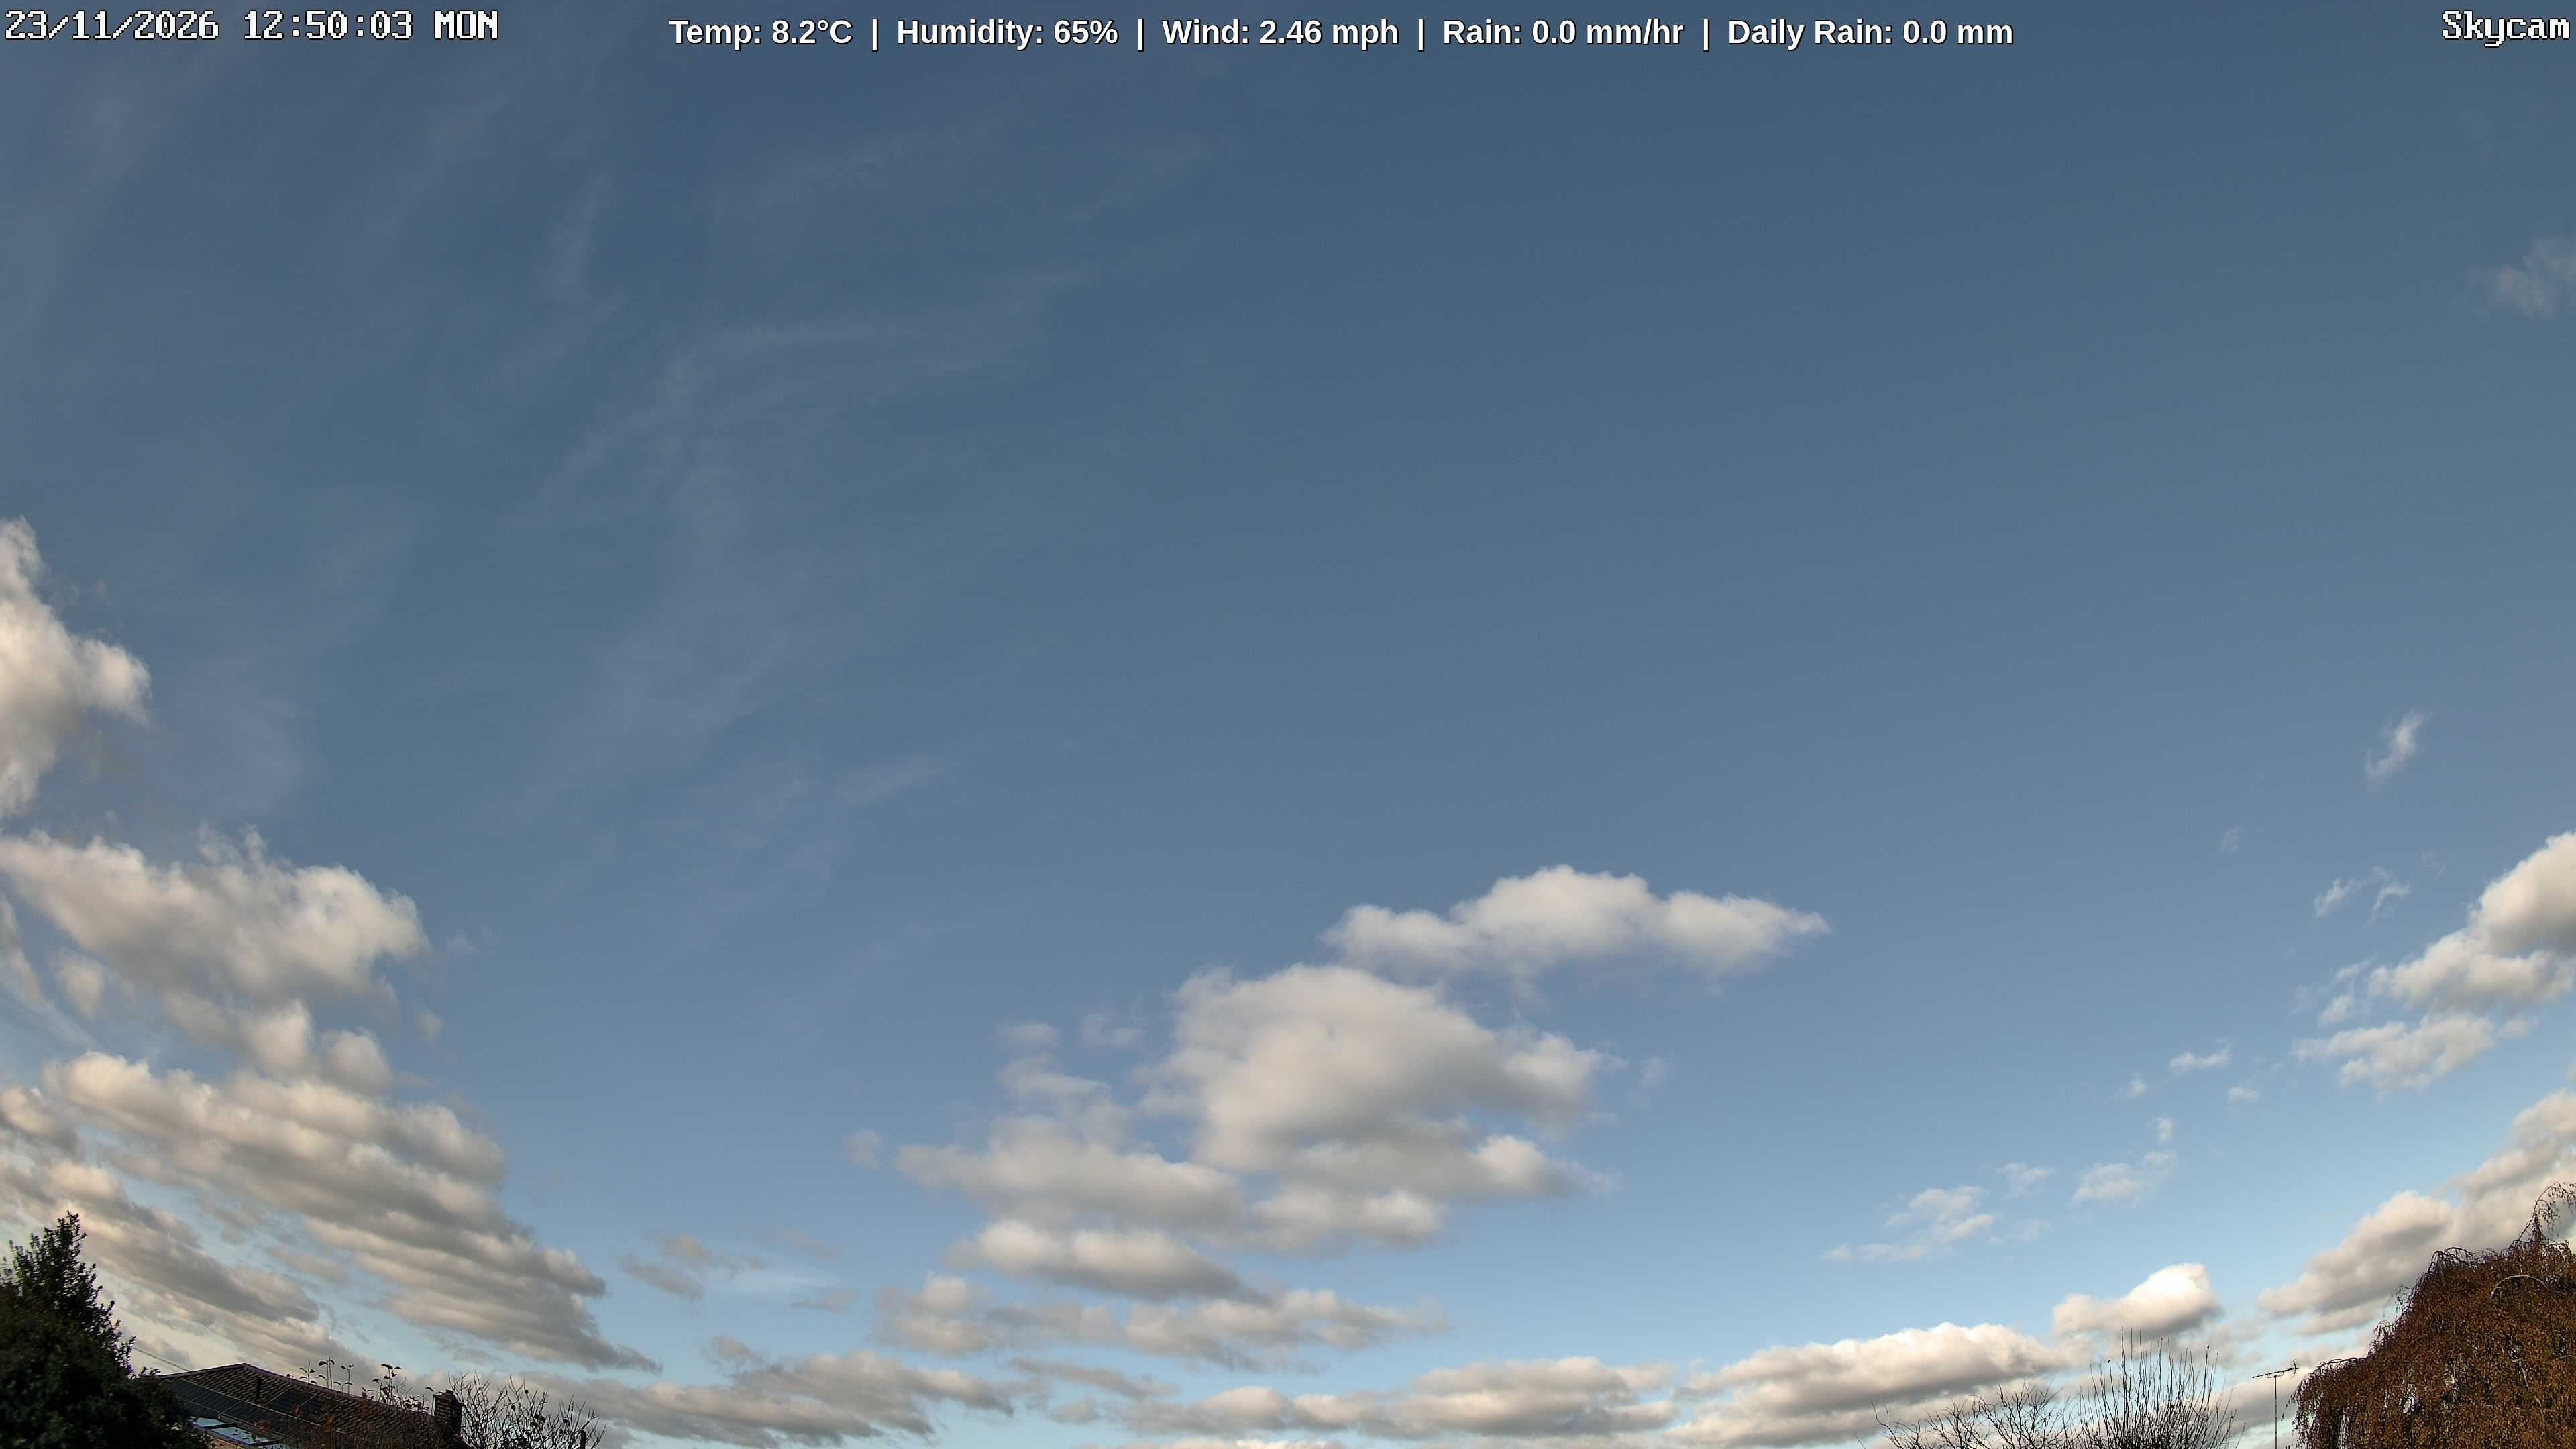 23/11/2026 12:50:03 MON
Temp: 8.2°C | Humidity: 65% | Wind: 2.46 mph | Rain: 0.0 mm/hr | Daily Rain: 0.0 mm
Skycam